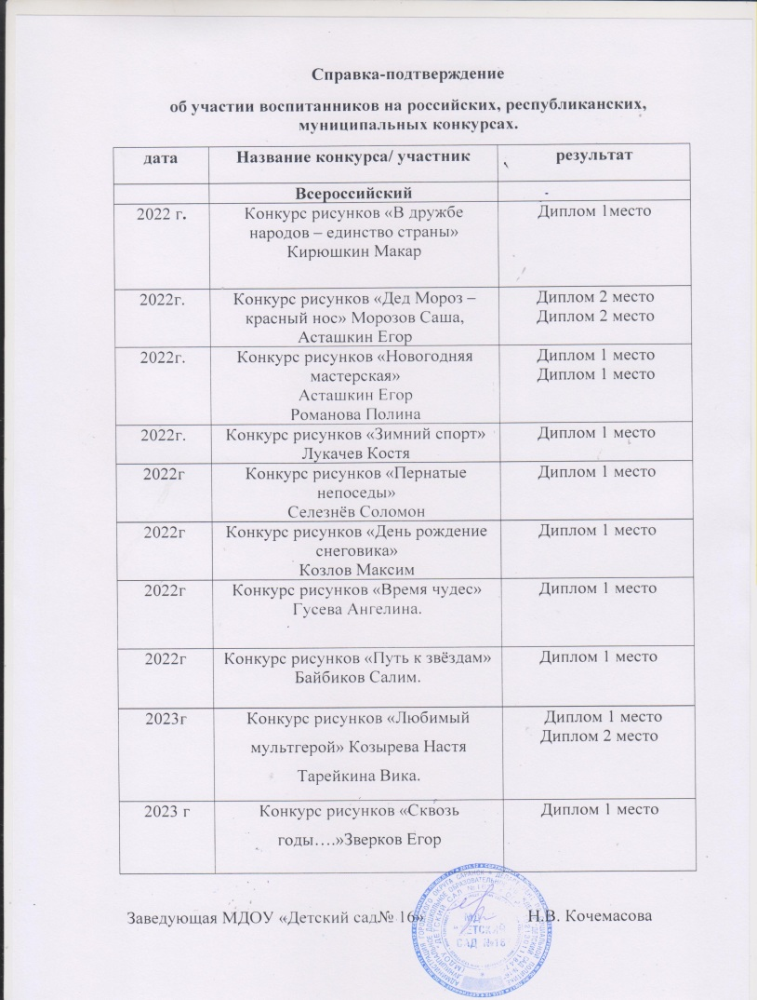 Справка-подтверждение
об участии воспитанников на российских, республиканских,
муниципальных конкурсах.
дата Название конкурса/ участник результат
Всероссийский -
2022 г. Конкурс рисунков «В дружбе Диплом 1место
народов – единство страны»
Кирюшкин Макар
2022г. Конкурс рисунков «Дед Мороз – Диплом 2 место
красный нос» Морозов Саша, Диплом 2 место
Асташкин Егор
2022г. Конкурс рисунков «Новогодняя Диплом 1 место
мастерская» Диплом 1 место
Асташкин Егор
Романова Полина
2022г. Конкурс рисунков «Зимний спорт» Диплом 1 место
Лукачев Костя
2022г Конкурс рисунков «Пернатые Диплом 1 место
непоседы»
Селезнёв Соломон
2022г Конкурс рисунков «День рождение Диплом 1 место
снеговика»
Козлов Максим
2022г Конкурс рисунков «Время чудес» Диплом 1 место
Гусева Ангелина.
2022г Конкурс рисунков «Путь к звёздам» Диплом 1 место
Байбиков Салим.
2023г Конкурс рисунков «Любимый Диплом 1 место
мультгерой» Козырева Настя Диплом 2 место
Тарейкина Вика.
2023 г Конкурс рисунков «Сквозь Диплом 1 место
годы….»Зверков Егор
Заведующая МДОУ «Детский сад№ 16» Н.В. Кочемасова
"ДЕТСКИЙ
САД №16"